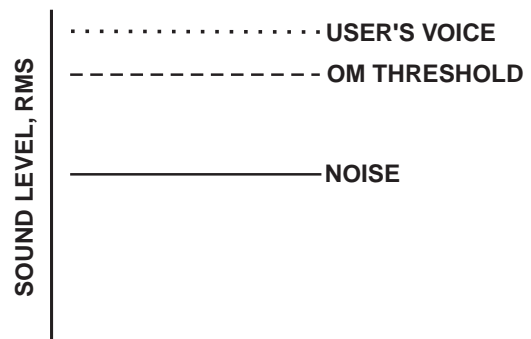 USER'S VOICE
OM THRESHOLD
NOISE
SOUND LEVEL, RMS